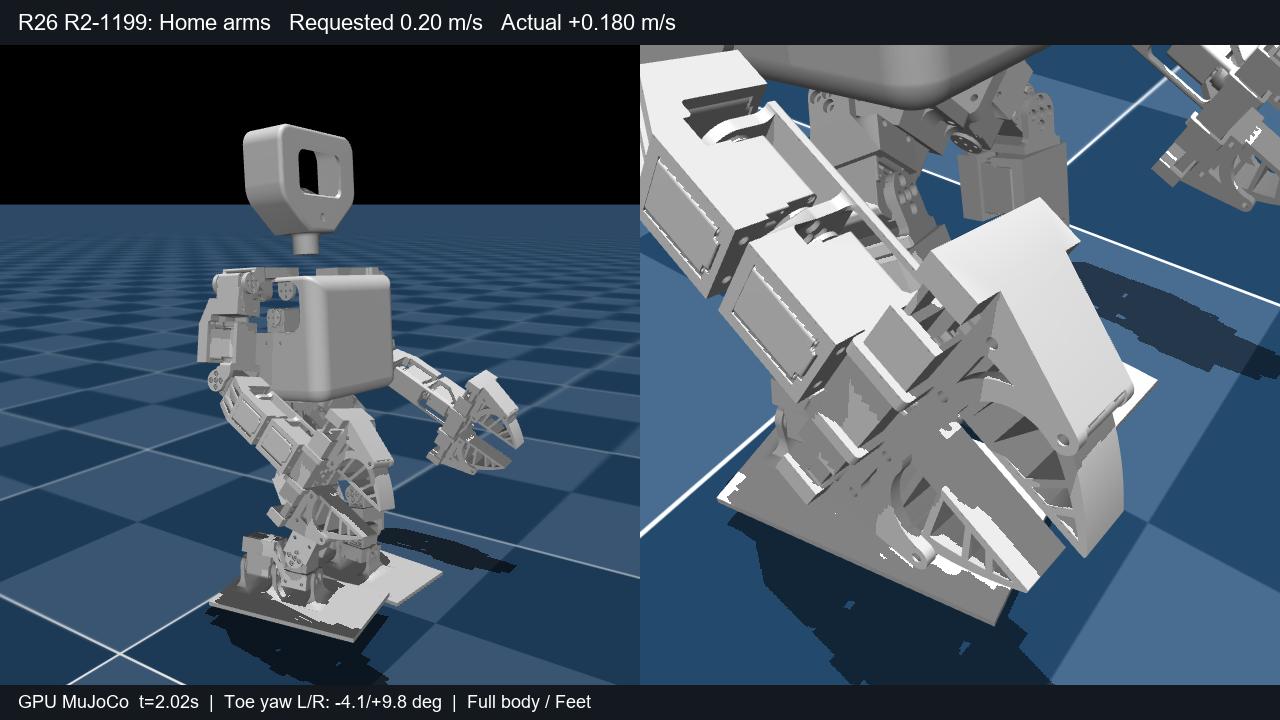 R26 R2-1199: Home arms   Requested 0.20 m/s   Actual +0.180 m/s
GPU MuJoCo  t=2.02s  |  Toe yaw L/R: -4.1/+9.8 deg  |  Full body / Feet